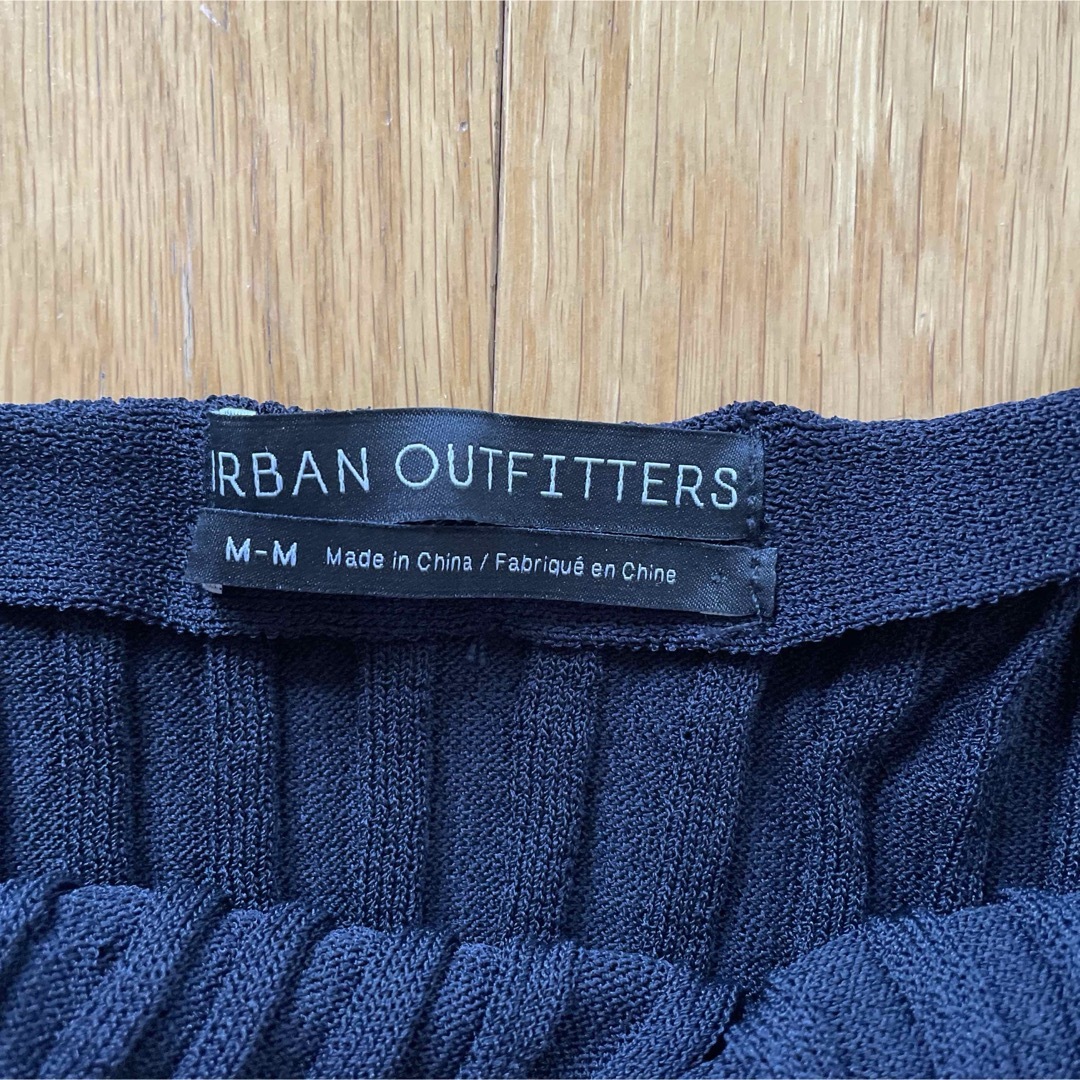 URBAN OUTFITTERS
M-M Made in China / Fabriqué en Chine